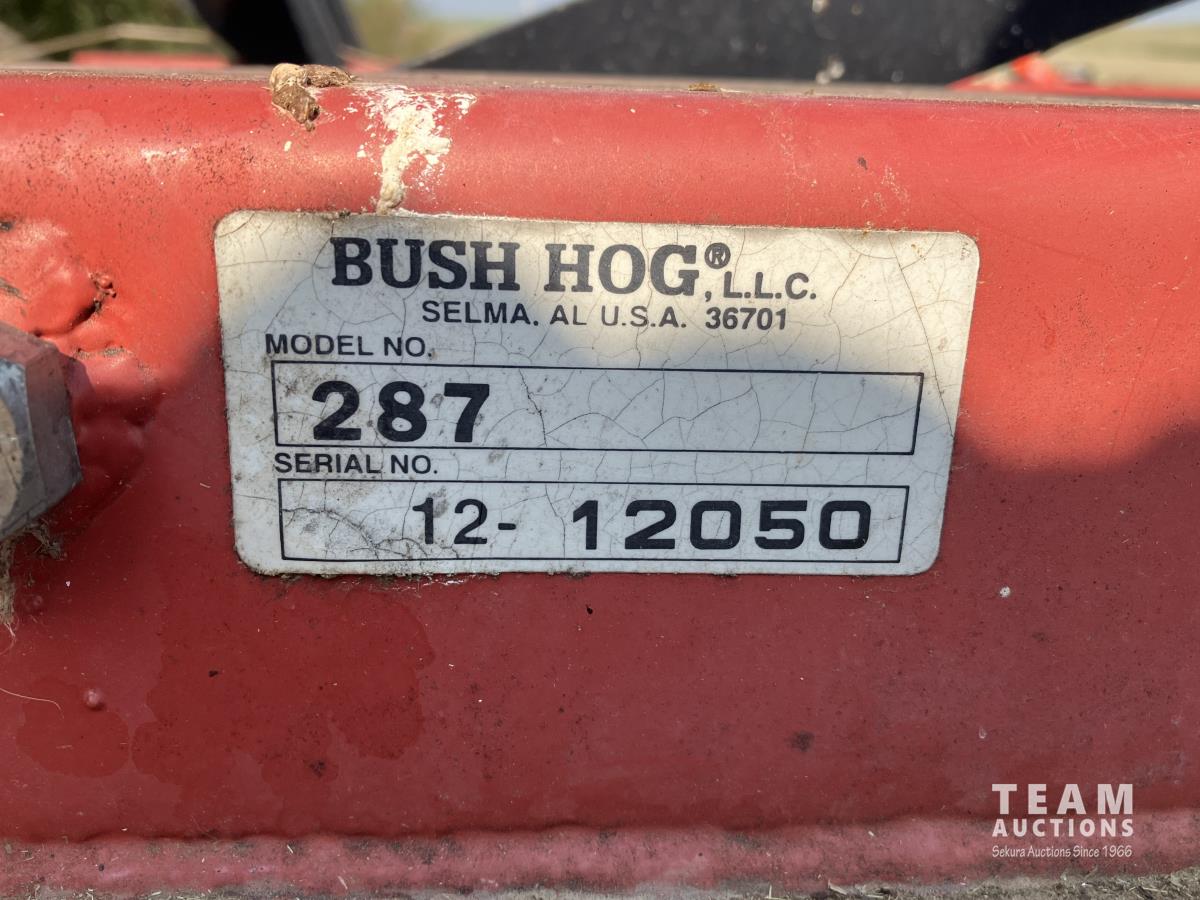 BUSH HOG®, L.L.C.
SELMA, AL U.S.A. 36701
MODEL NO.
287
SERIAL NO.
12- 12050
TEAM
AUCTIONS
Sekura Auctions Since 1966